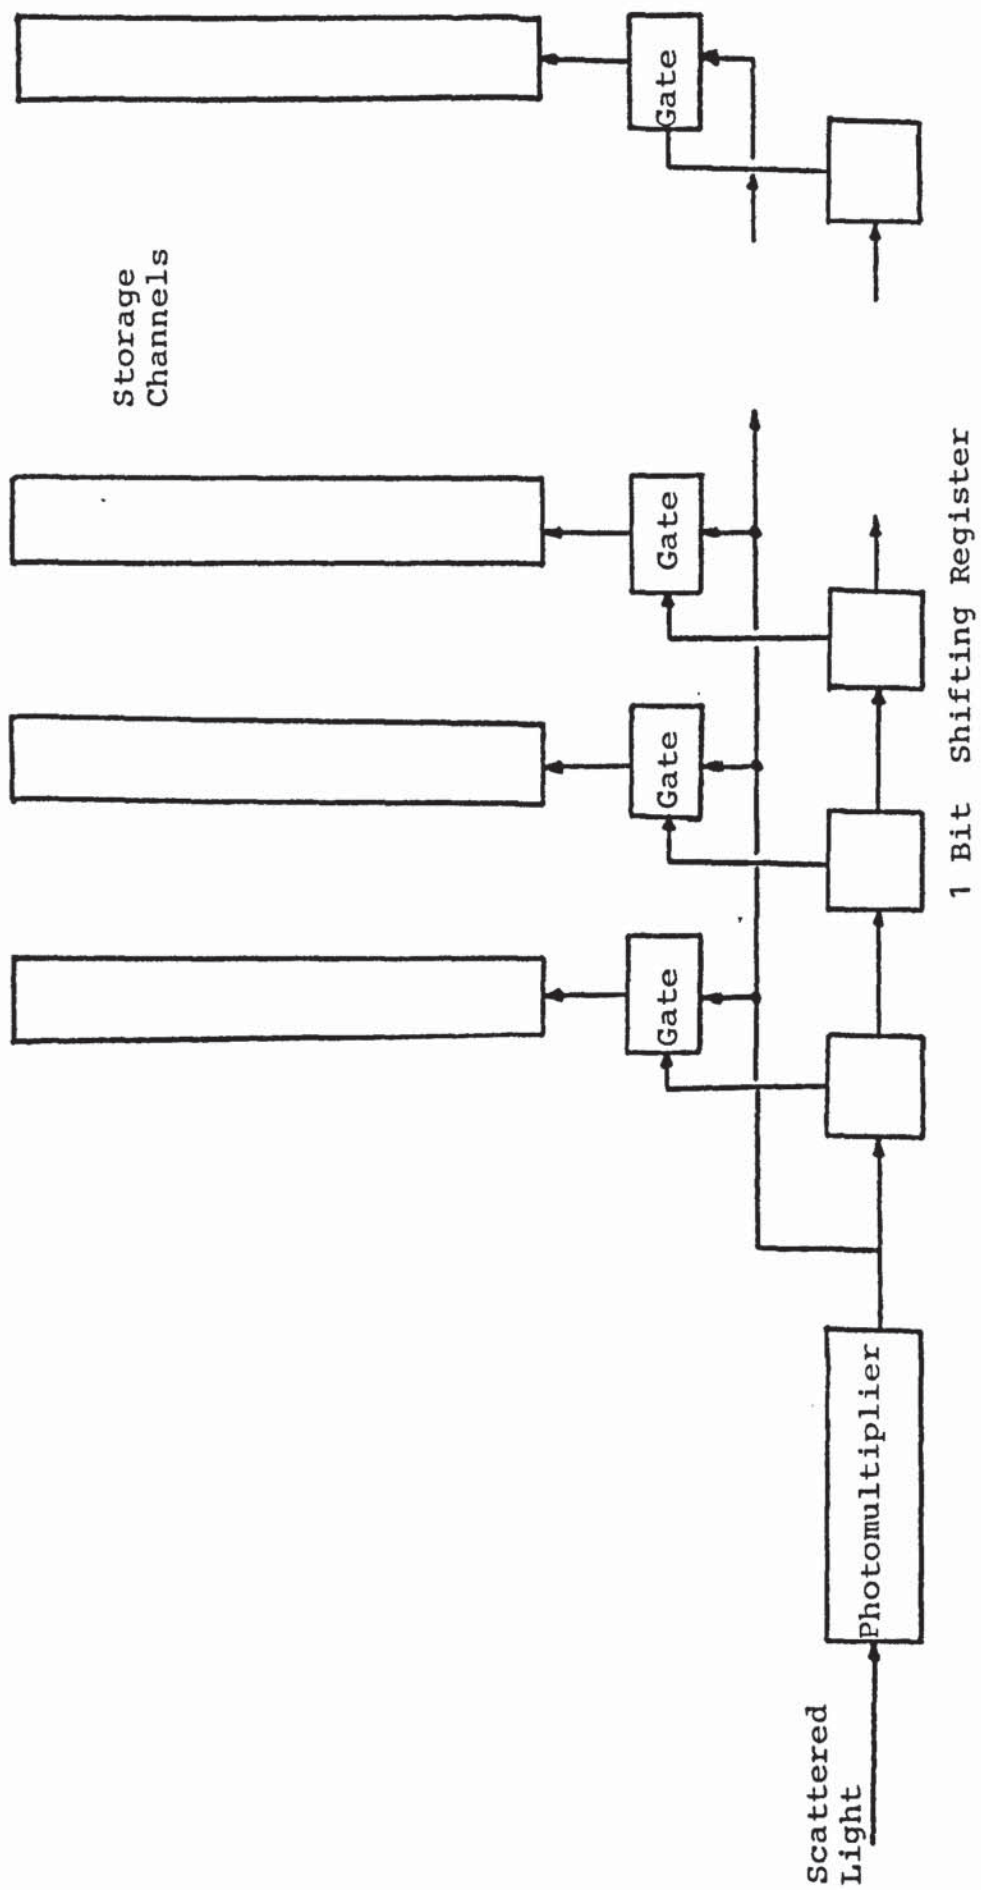 Storage
Channels
Gate
Gate
Gate
Gate
Scattered
Light
Photomultiplier
1 Bit Shifting Register